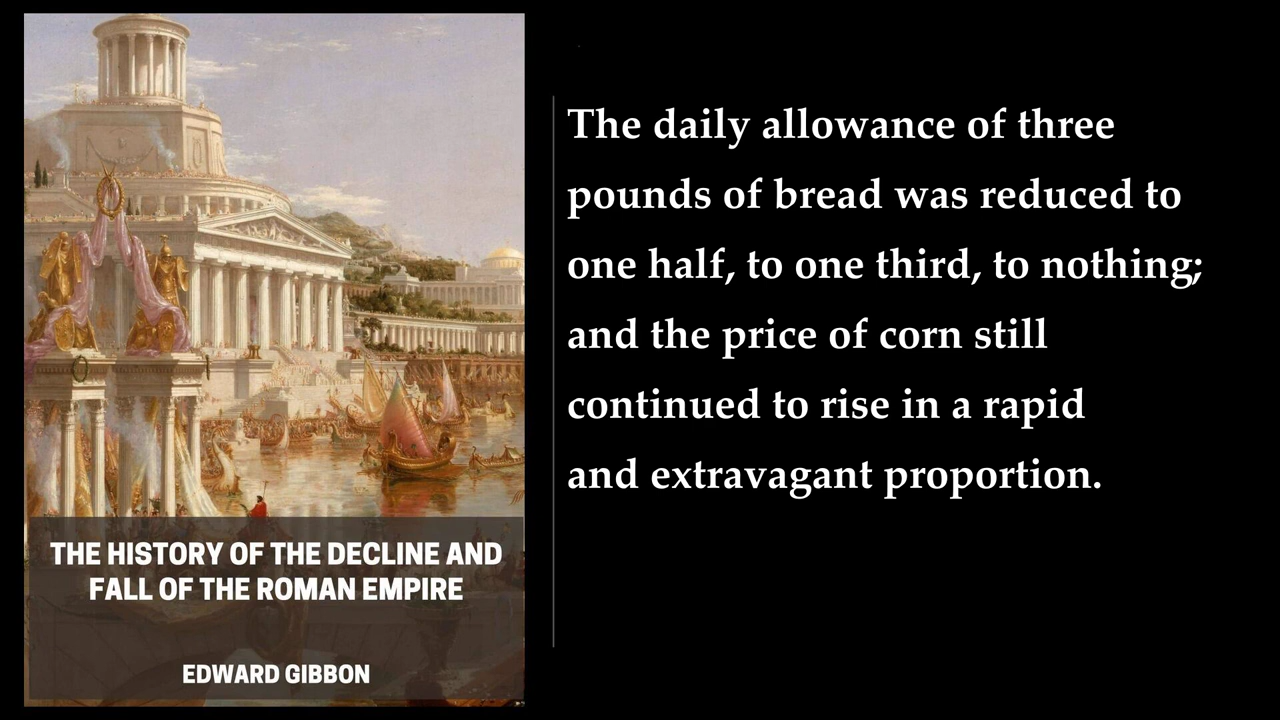 The daily allowance of three
pounds of bread was reduced to
one half, to one third, to nothing;
and the price of corn still
continued to rise in a rapid
and extravagant proportion.
THE HISTORY OF THE DECLINE AND
FALL OF THE ROMAN EMPIRE
EDWARD GIBBON